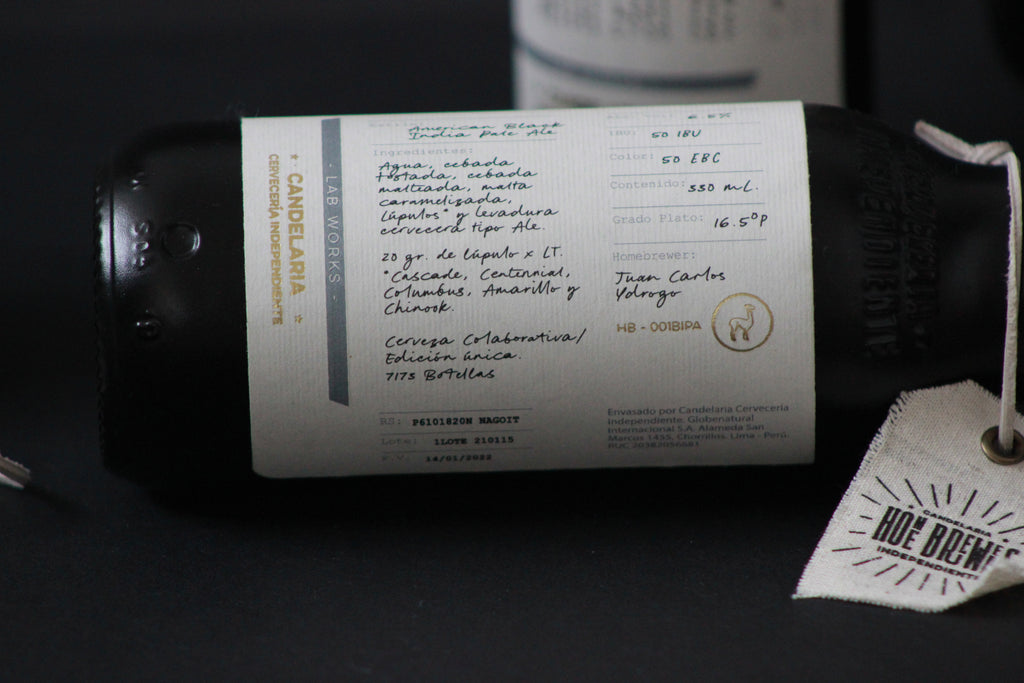 CANDELARIA
CERVECERÍA INDEPENDIENTE
- LAB WORKS -
American Black
India Pale Ale
Ingredientes:
Agua, cebada
tostada, cebada
malteada, malta
caramelizada,
lúpulos* y levadura
cervecera tipo Ale.
20 gr. de lúpulo x LT.
*Cascade, Centennial,
Columbus, Amarillo y
Chinook.
Cerveza Colaborativa/
Edición única.
7175 Botellas
RS: P6101820N NAGOIT
Lote: 1LOTE 210115
F.V. 14/01/2022
IBU: 50 IBU
Color: 50 EBC
Contenido: 330 mL.
Grado Plato: 16.5°P
Homebrewer:
Juan Carlos
Ydrogo
HB - 001BIPA
Envasado por Candelaria Cervecería
Independiente. Globenatural
Internacional S.A. Alameda San
Marcos 1455, Chorrillos. Lima - Perú.
RUC 20382056681
CANDELARIA
HOME BREWERS
INDEPENDIENTE